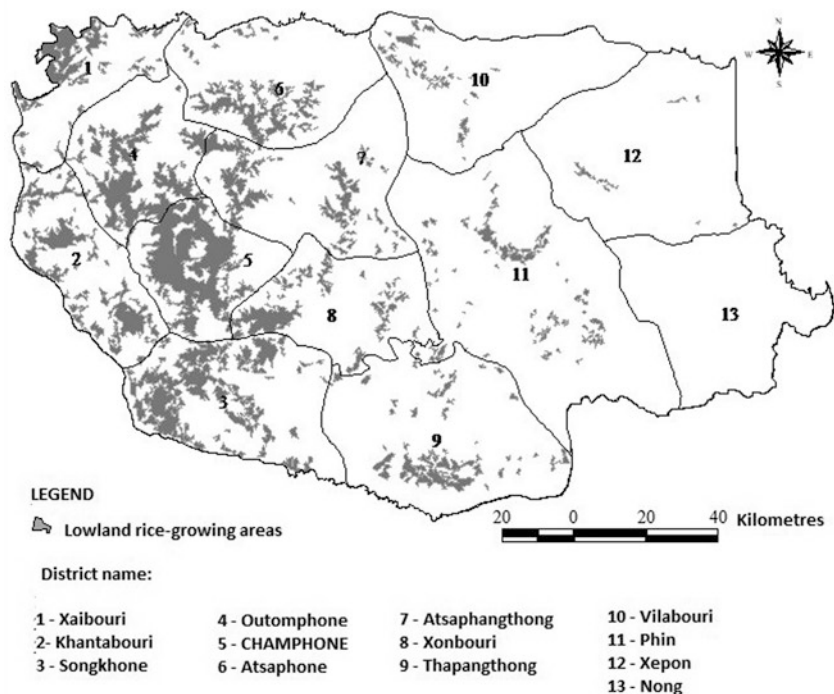 N
W E
S
1
6
10
4
7
12
2
5
11
8
13
3
9
LEGEND
Lowland rice-growing areas
20 0 20 40 Kilometres
District name:
1 - Xaibouri 4 - Outomphone 7 - Atsaphangthong 10 - Vilabouri
2- Khantabouri 5 - CHAMPHONE 8 - Xonbouri 11 - Phin
3 - Songkhone 6 - Atsaphone 9 - Thapangthong 12 - Xepon
13 - Nong